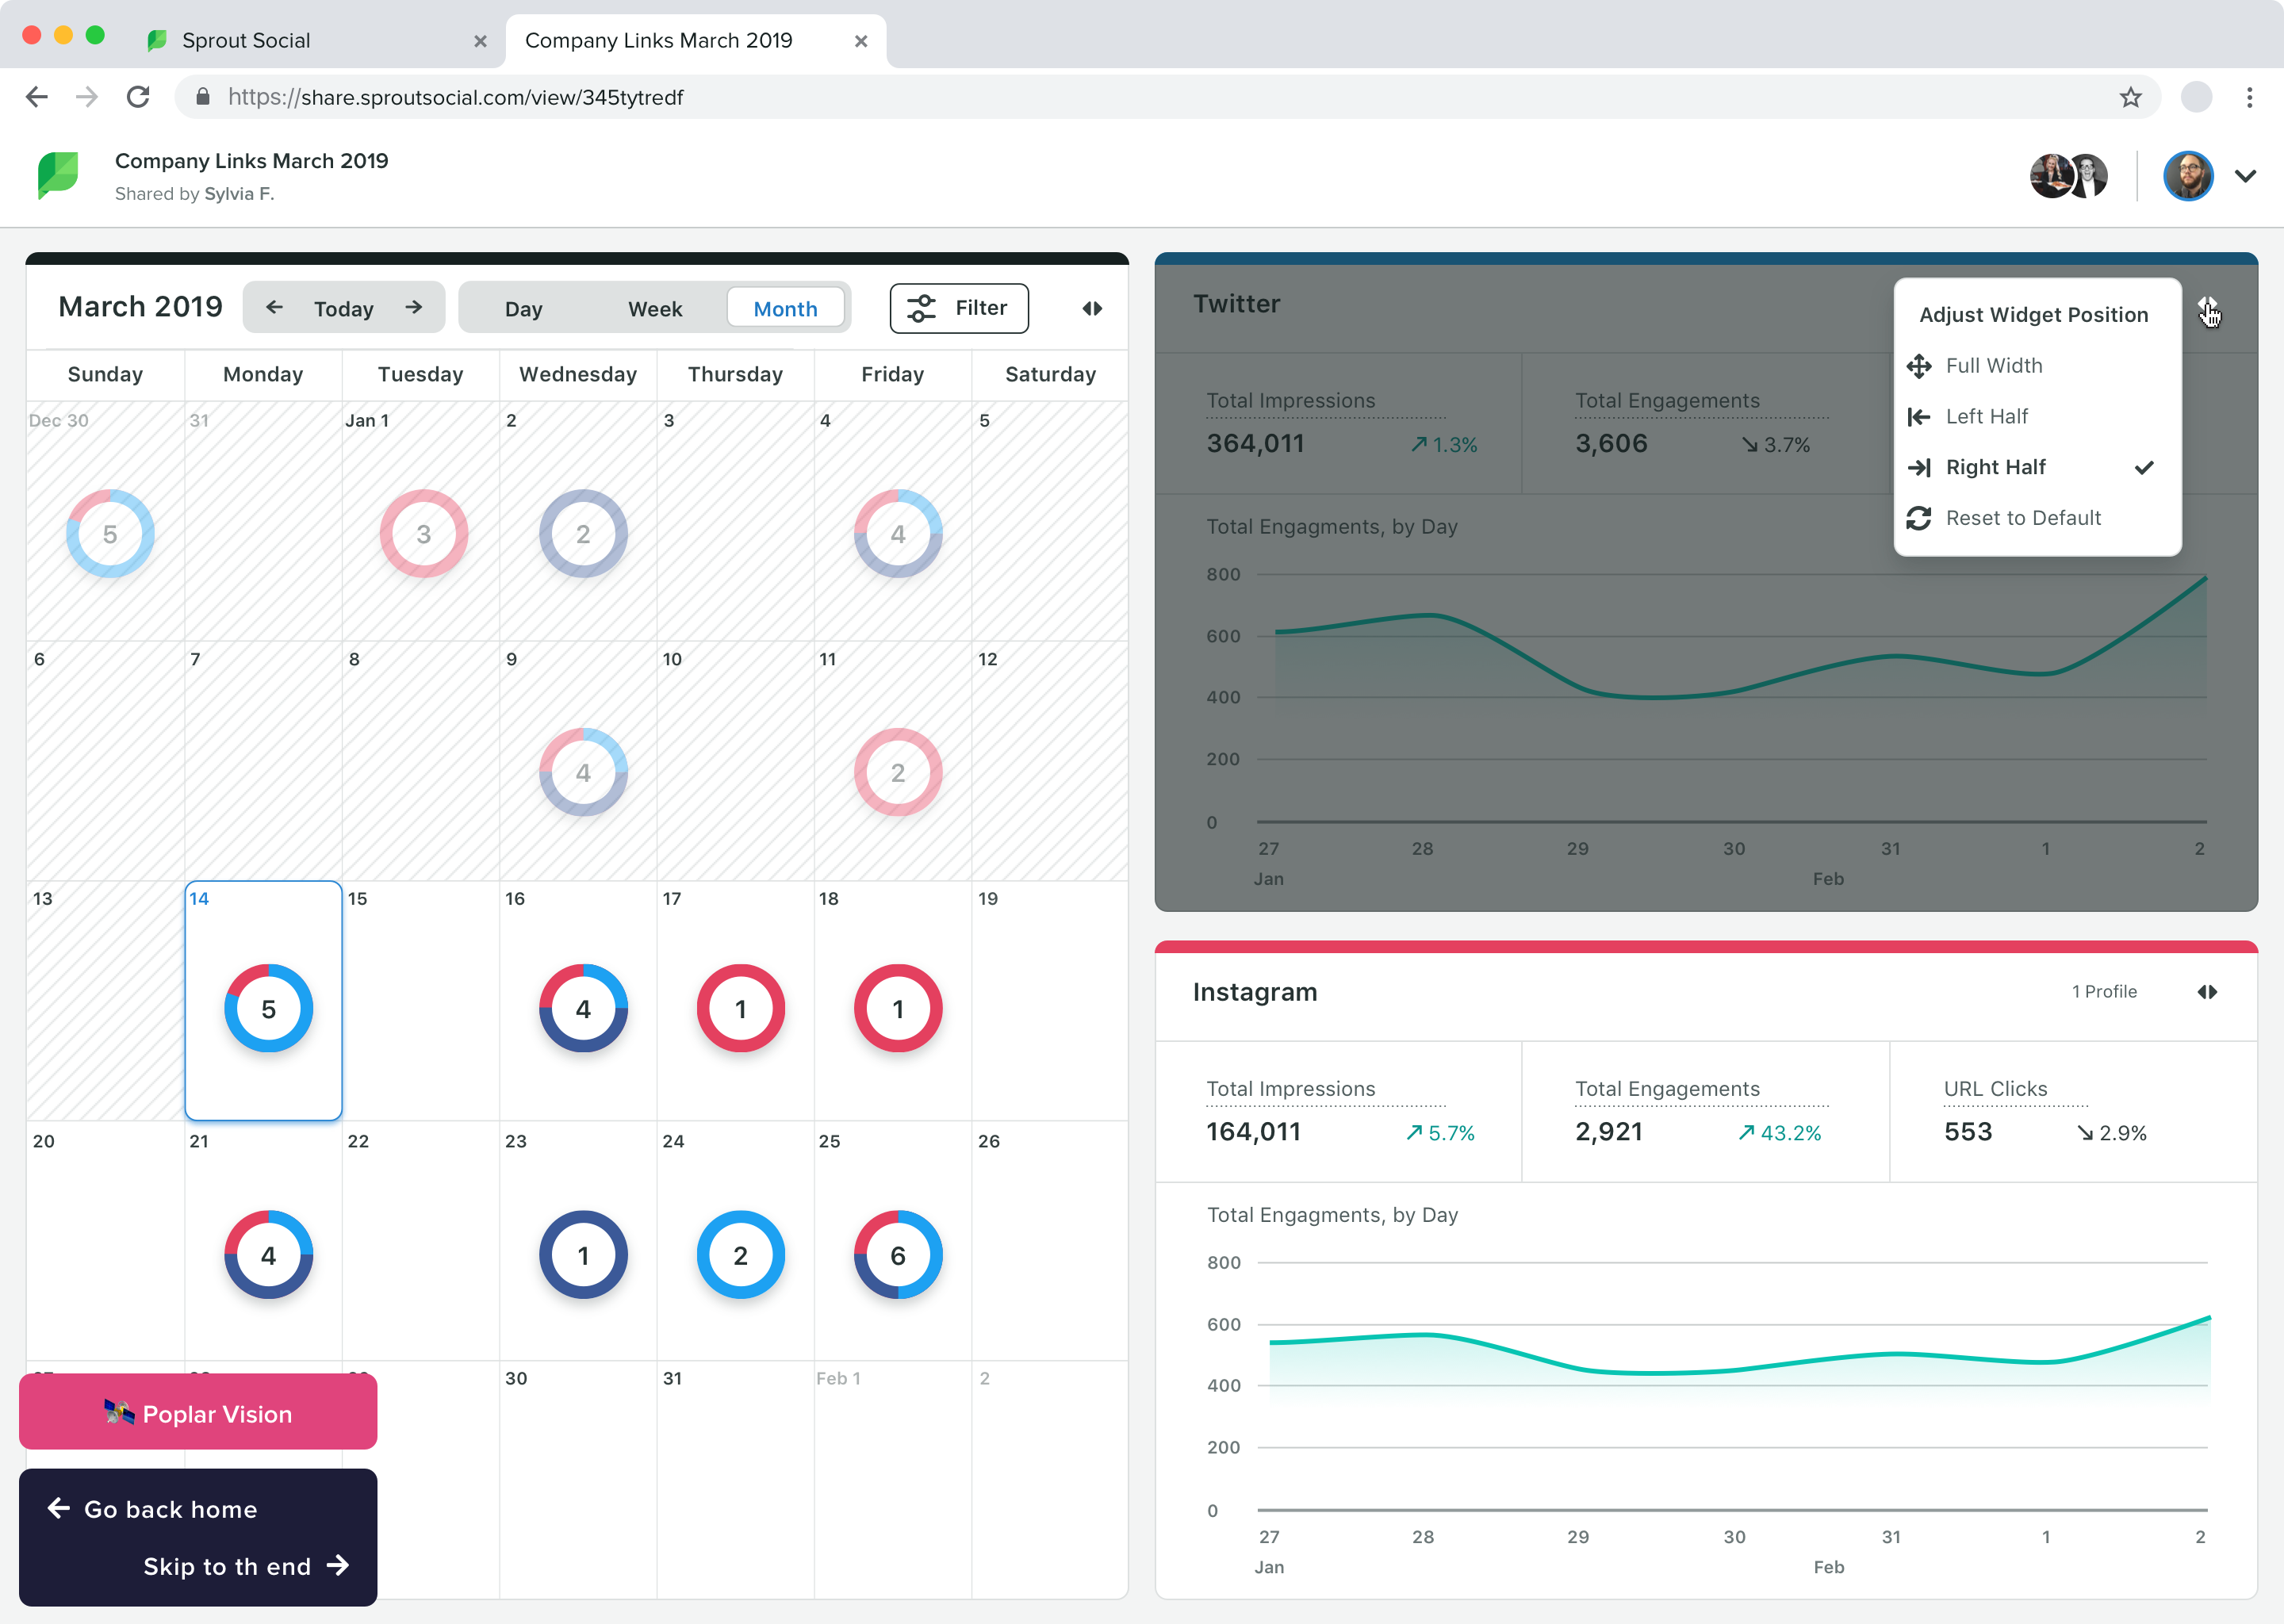 Sprout Social
Company Links March 2019
https://share.sproutsocial.com/view/345tytredf
Company Links March 2019
Shared by Sylvia F.
March 2019
Today
Day Week Month
Filter
Sunday Monday Tuesday Wednesday Thursday Friday Saturday
Dec 30 31 Jan 1 2 3 4 5
5 3 2 4
6 7 8 9 10 11 12
4 2
13 14 15 16 17 18 19
5 4 1 1
20 21 22 23 24 25 26
4 1 2 6
30 31 Feb 1 2
Poplar Vision
Go back home
Skip to th end
Twitter
Adjust Widget Position
Full Width
Left Half
Right Half
Reset to Default
Total Impressions
364,011 1.3%
Total Engagements
3,606 3.7%
Total Engagments, by Day
800
600
400
200
0
27 28 29 30 31 1 2
Jan Feb
Instagram
1 Profile
Total Impressions
164,011 5.7%
Total Engagements
2,921 43.2%
URL Clicks
553 2.9%
Total Engagments, by Day
800
600
400
200
0
27 28 29 30 31 1 2
Jan Feb